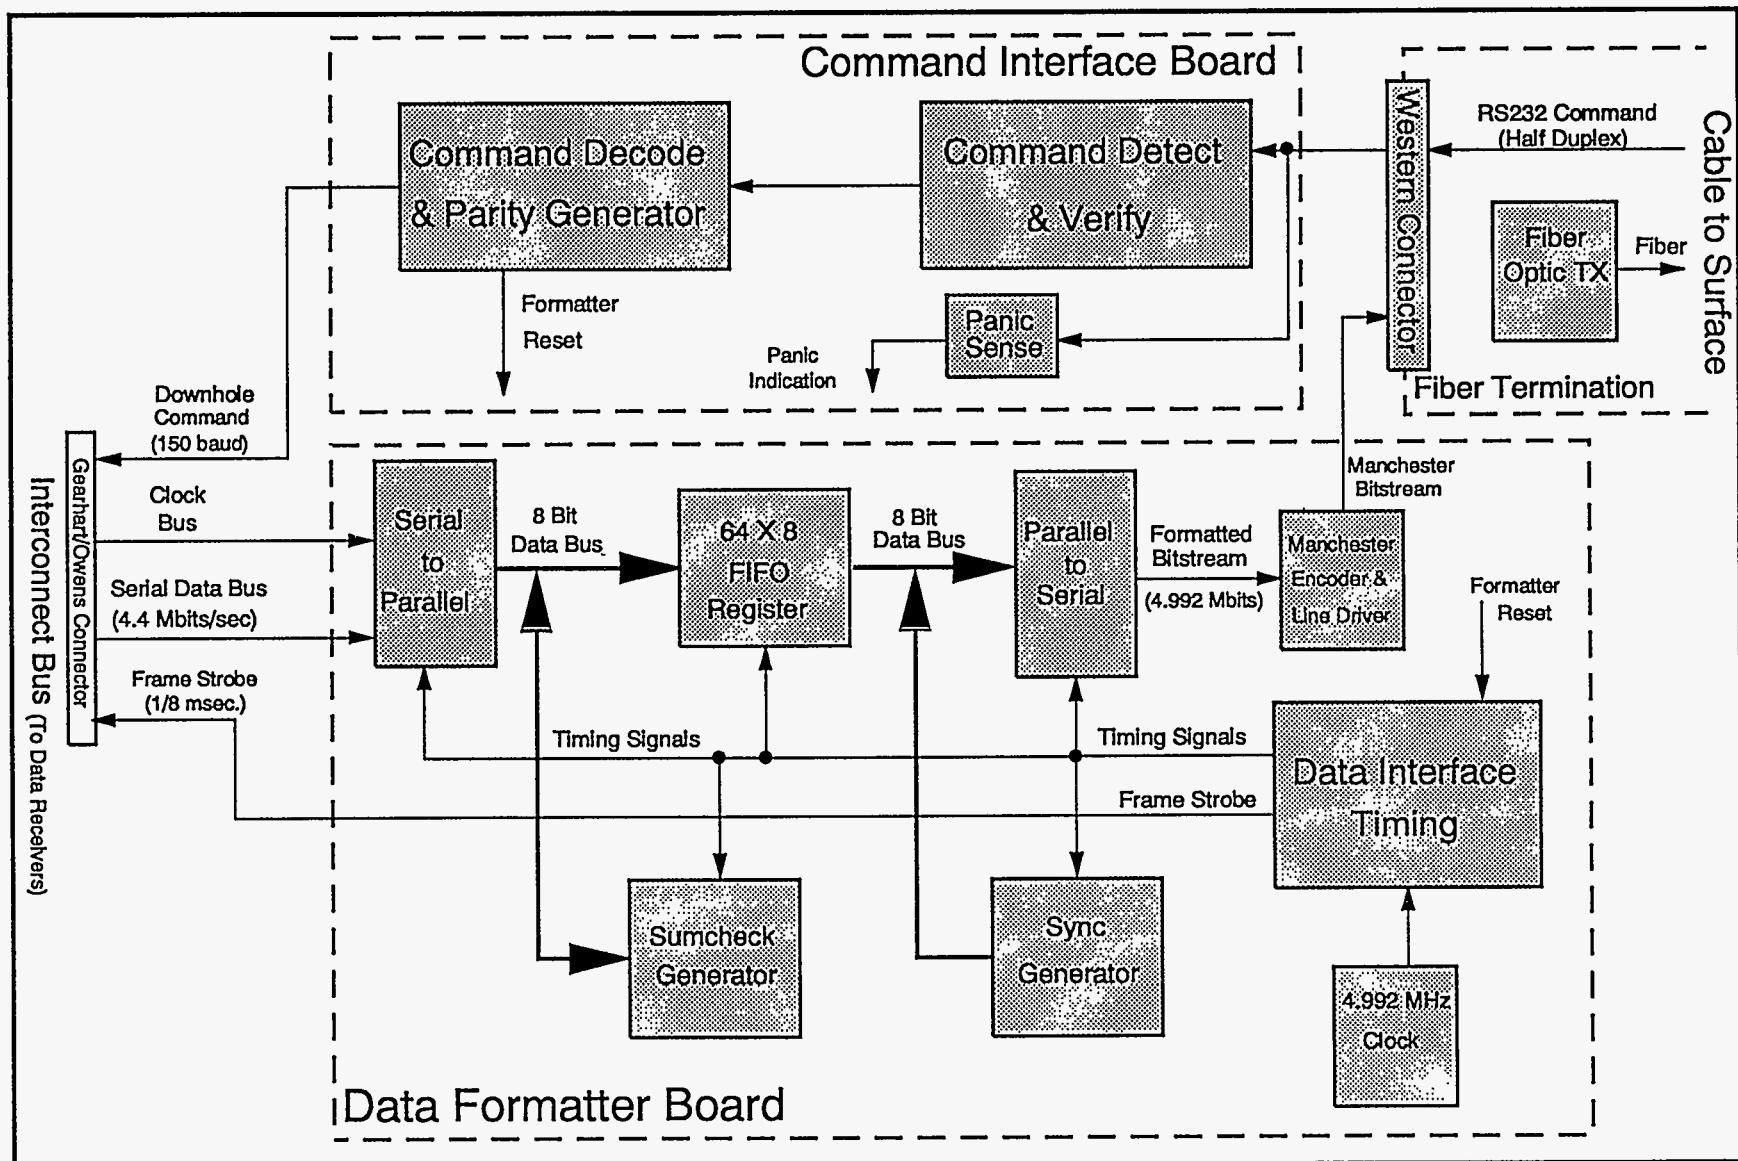 Command Interface Board
Command Decode
& Parity Generator
Command Detect
& Verify
Western Connector
RS232 Command
(Half Duplex)
Cable to Surface
Fiber
Optic TX
Fiber
Fiber Termination
Formatter
Reset
Panic
Sense
Panic
Indication
Downhole
Command
(150 baud)
Gearhart/Owens Connector
Interconnect Bus (To Data Receivers)
Clock
Bus
Serial Data Bus
(4.4 Mbits/sec)
Frame Strobe
(1/8 msec.)
Serial
to
Parallel
8 Bit
Data Bus
64 X 8
FIFO
Register
8 Bit
Data Bus
Parallel
to
Serial
Formatted
Bitstream
(4.992 Mbits)
Manchester
Bitstream
Manchester
Encoder &
Line Driver
Formatter
Reset
Timing Signals
Timing Signals
Frame Strobe
Data Interface
Timing
Sumcheck
Generator
Sync
Generator
4.992 MHz
Clock
Data Formatter Board